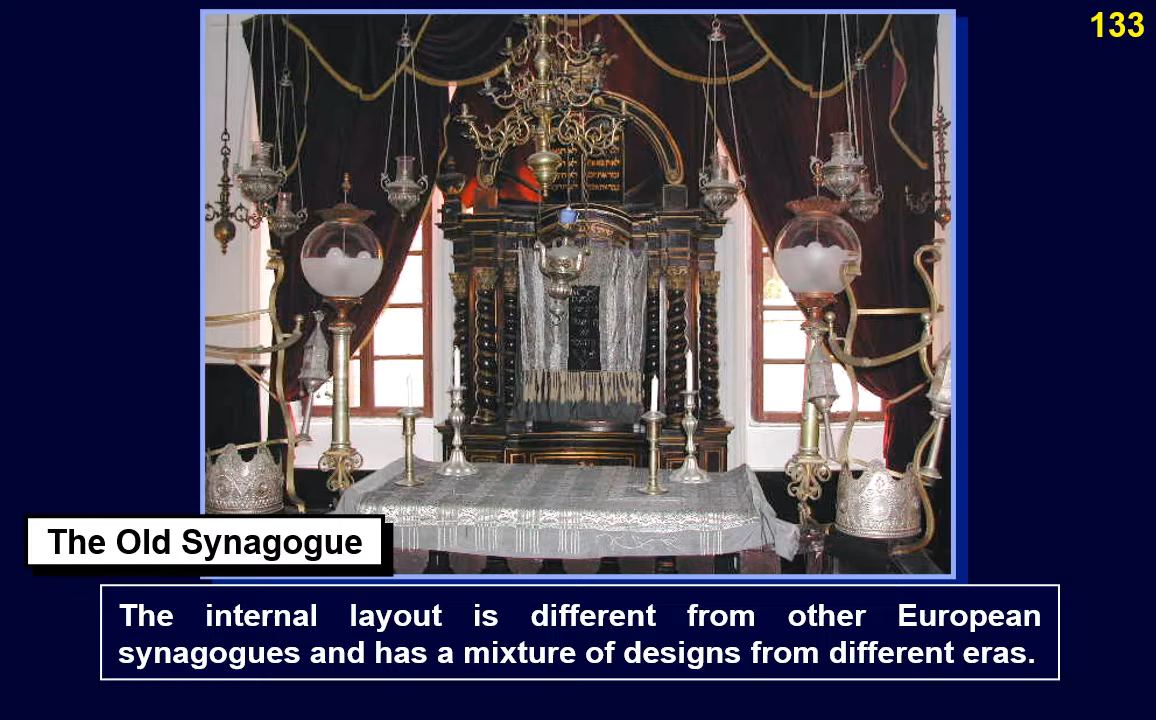 133
The Old Synagogue
The internal layout is different from other European
synagogues and has a mixture of designs from different eras.